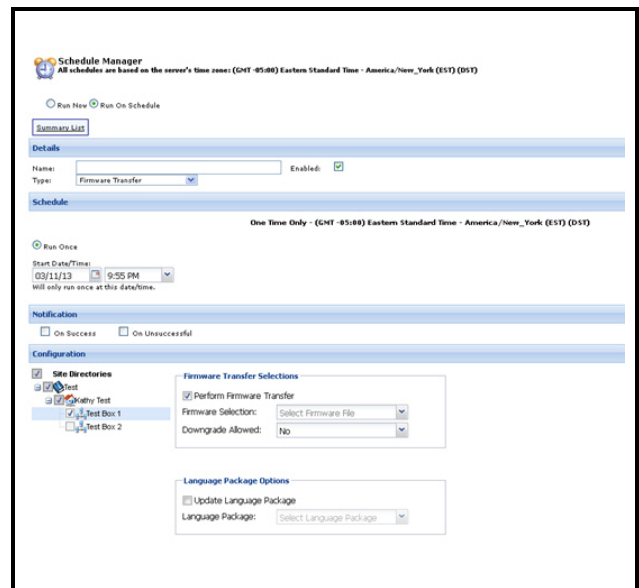 Schedule Manager
All schedules are based on the server's time zone: (GMT -05:00) Eastern Standard Time - America/New_York (EST) (DST)
Run Now Run On Schedule
Summary List
Details
Name: Enabled:
Type: Firmware Transfer
Schedule
One Time Only - (GMT -05:00) Eastern Standard Time - America/New_York (EST) (DST)
Run Once
Start Date/Time:
03/11/13 9:55 PM
Will only run once at this date/time.
Notification
On Success On Unsuccessful
Configuration
Site Directories
Test
Kathy Test
Test Box 1
Test Box 2
Firmware Transfer Selections
Perform Firmware Transfer
Firmware Selection: Select Firmware File
Downgrade Allowed: No
Language Package Options
Update Language Package
Language Package: Select Language Package